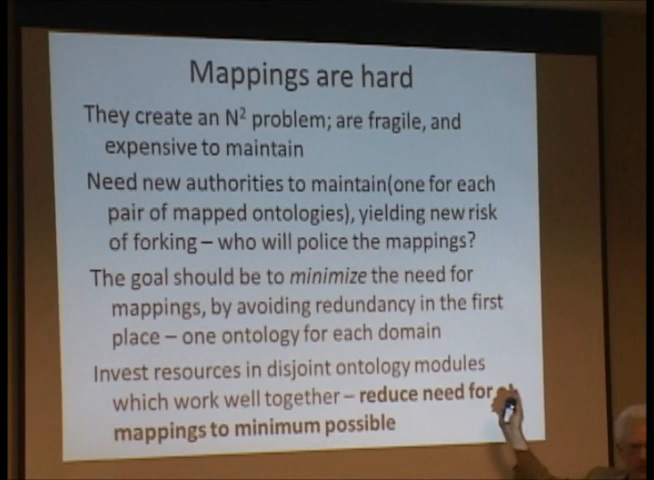 Mappings are hard
They create an N² problem; are fragile, and
expensive to maintain
Need new authorities to maintain(one for each
pair of mapped ontologies), yielding new risk
of forking – who will police the mappings?
The goal should be to minimize the need for
mappings, by avoiding redundancy in the first
place – one ontology for each domain
Invest resources in disjoint ontology modules
which work well together – reduce need for
mappings to minimum possible